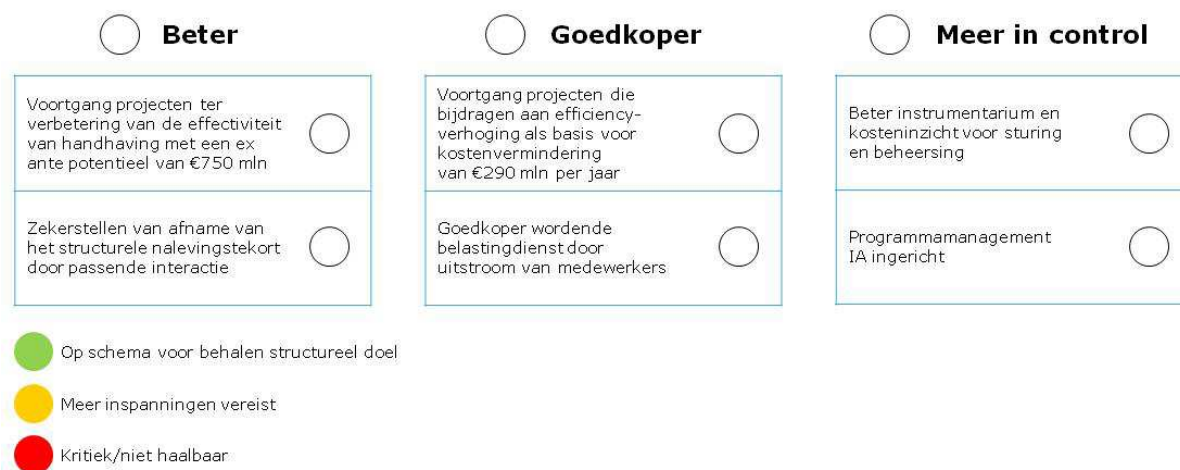 Beter
Voortgang projecten ter
verbetering van de effectiviteit
van handhaving met een ex
ante potentieel van €750 mln
Zekerstellen van afname van
het structurele nalevingstekort
door passende interactie
Goedkoper
Voortgang projecten die
bijdragen aan efficiency-
verhoging als basis voor
kostenvermindering
van €290 mln per jaar
Goedkoper wordende
belastingdienst door
uitstroom van medewerkers
Meer in control
Beter instrumentarium en
kosteninzicht voor sturing
en beheersing
Programmamanagement
IA ingericht
Op schema voor behalen structureel doel
Meer inspanningen vereist
Kritiek/niet haalbaar